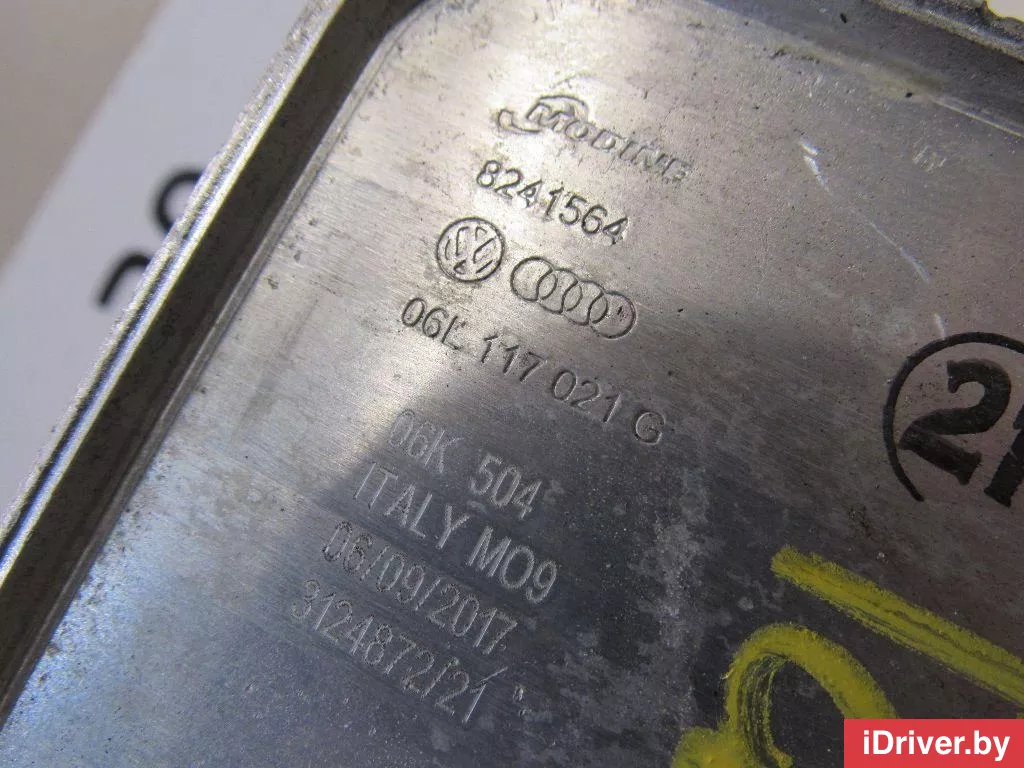 MODINE
8241564
06L 117 021 G
06K 504
ITALY MO9
06/09/2017
3124872/21
iDriver.by